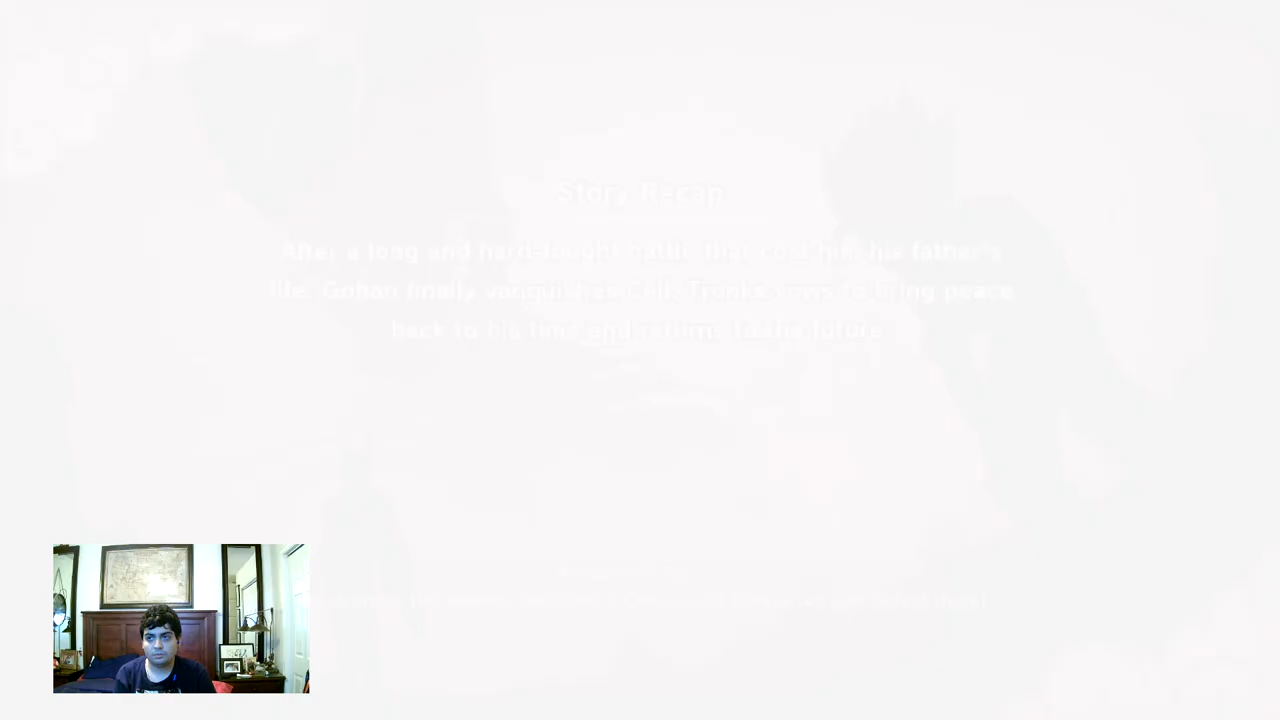 Story Recap
After a long and hard-fought battle that cost him his father's
life, Gohan finally vanquishes Cell. Trunks vows to bring peace
back to his time and returns to the future.